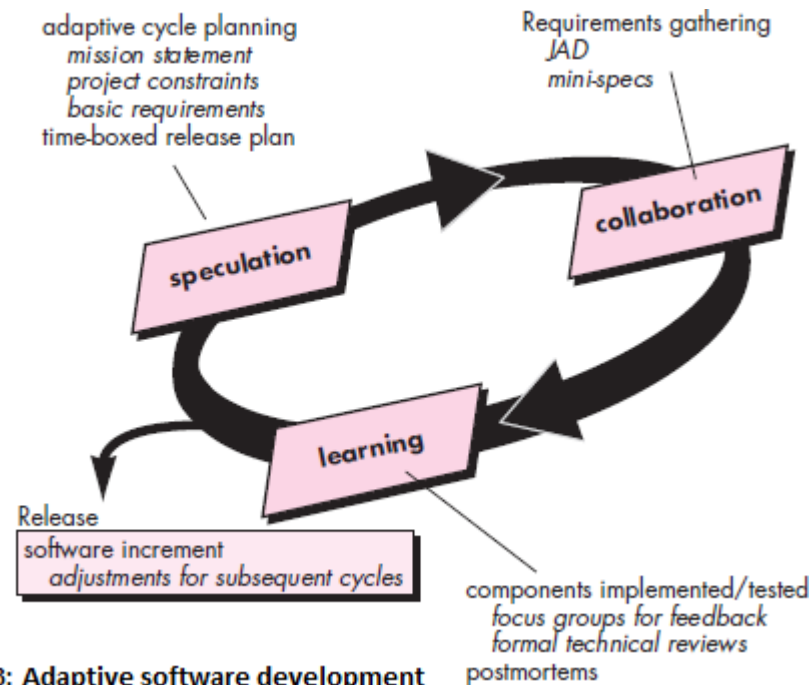 adaptive cycle planning
mission statement
project constraints
basic requirements
time-boxed release plan
Requirements gathering
JAD
mini-specs
speculation
collaboration
learning
Release
software increment
adjustments for subsequent cycles
components implemented/tested
focus groups for feedback
formal technical reviews
postmortems
: Adaptive software development